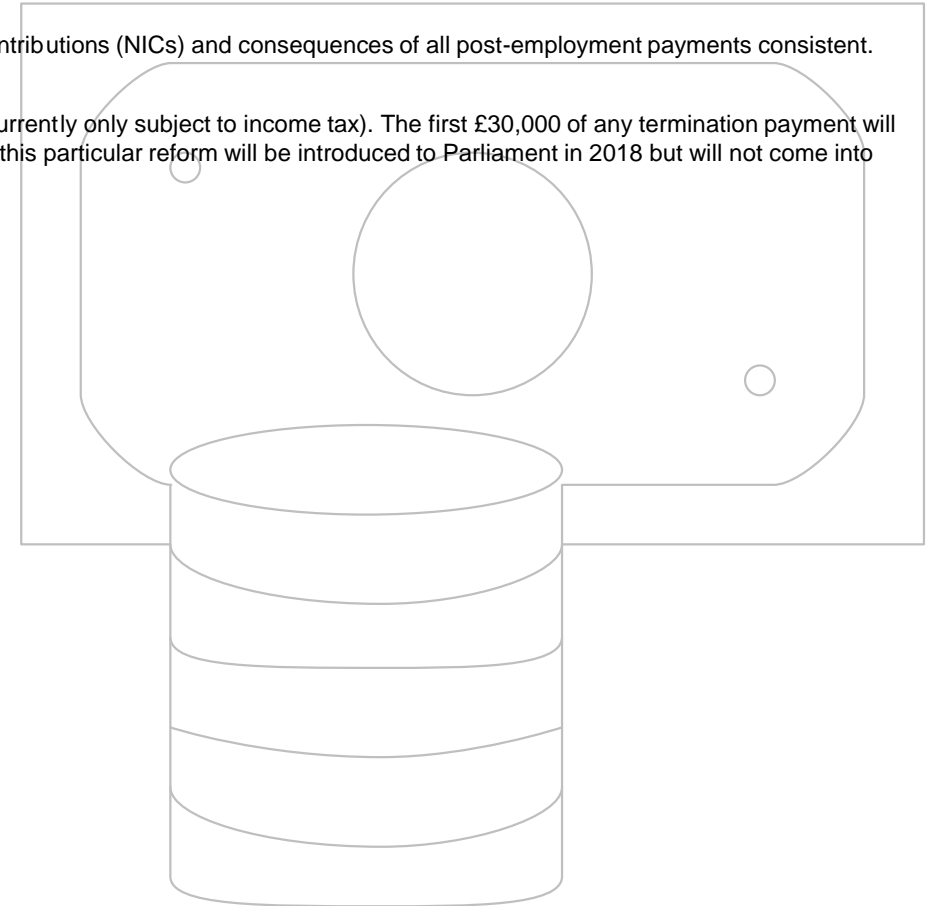 ntributions (NICs) and consequences of all post-employment payments consistent.
urrently only subject to income tax). The first £30,000 of any termination payment will
this particular reform will be introduced to Parliament in 2018 but will not come into